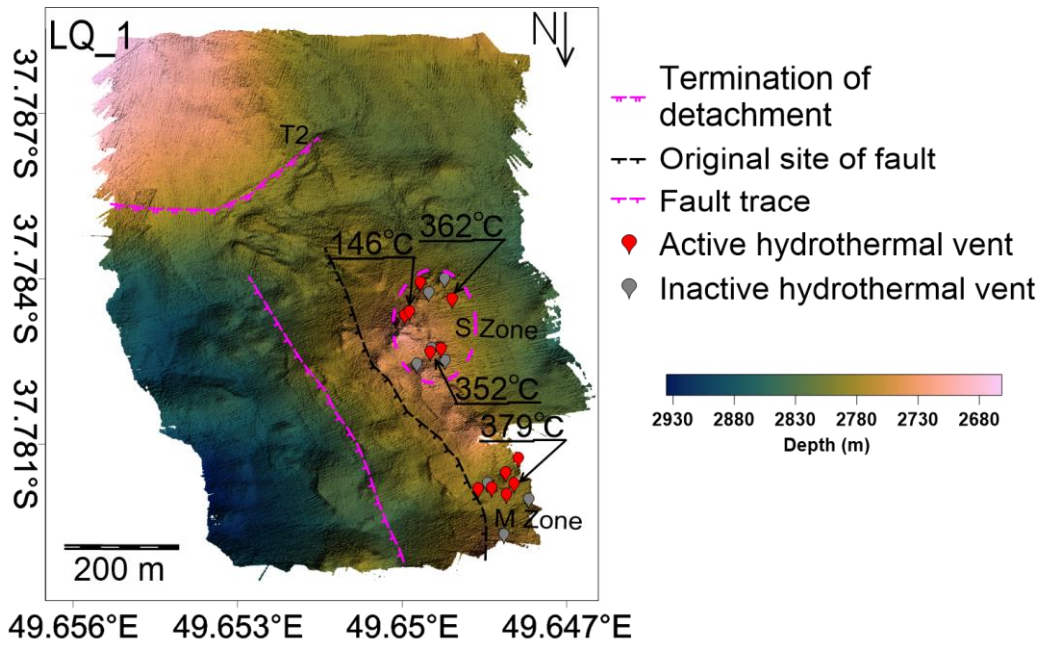 LQ_1
N
37.787°S
37.784°S
37.781°S
T2
362°C
146°C
S Zone
352°C
379°C
M Zone
200 m
49.656°E
49.653°E
49.65°E
49.647°E
Termination of
detachment
Original site of fault
Fault trace
Active hydrothermal vent
Inactive hydrothermal vent
2930
2880
2830
2780
2730
2680
Depth (m)